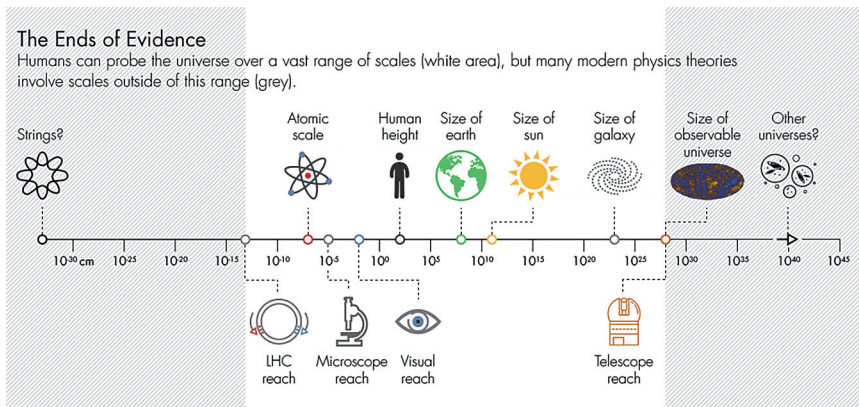 The Ends of Evidence
Humans can probe the universe over a vast range of scales (white area), but many modern physics theories
involve scales outside of this range (grey).
Strings?
Atomic
scale
Human
height
Size of
earth
Size of
sun
Size of
galaxy
Size of
observable
universe
Other
universes?
10-30 cm
10-25
10-20
10-15
10-10
10-5
100
105
1010
1015
1020
1025
1030
1035
1040
1045
LHC
reach
Microscope
reach
Visual
reach
Telescope
reach